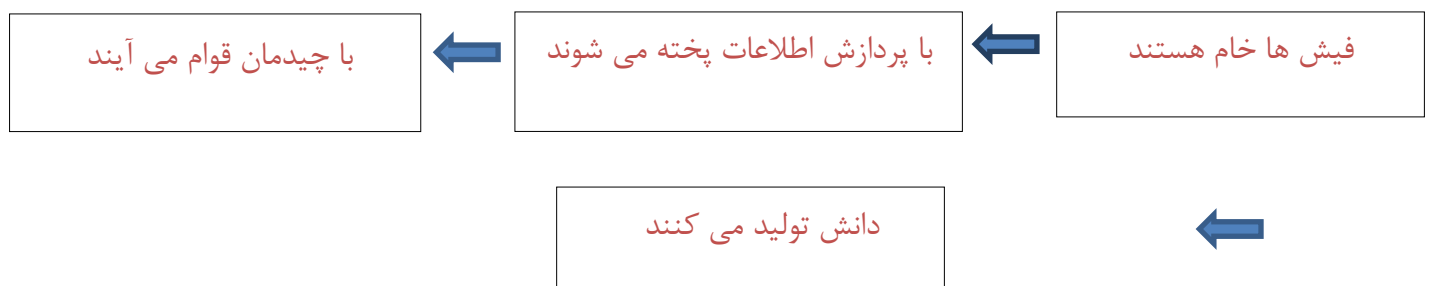 فیش ها خام هستند
با پردازش اطلاعات پخته می شوند
با چیدمان قوام می آیند
دانش تولید می کنند